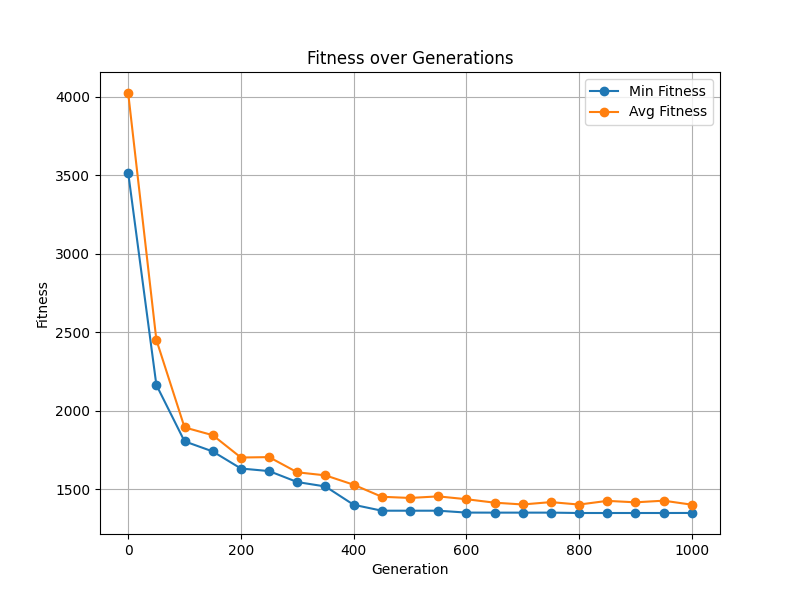 Fitness over Generations
Min Fitness
Avg Fitness
4000
3500
3000
2500
2000
1500
Fitness
0 200 400 600 800 1000
Generation